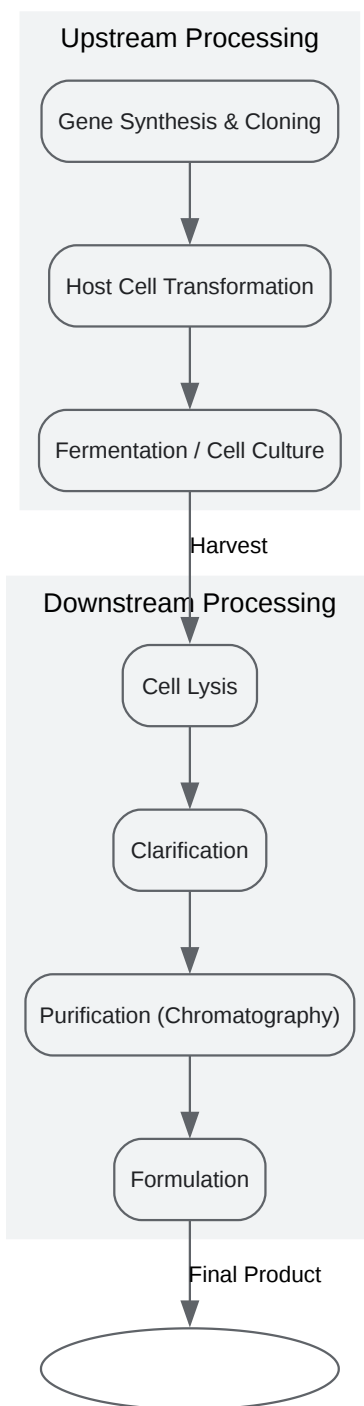 Upstream Processing
Gene Synthesis & Cloning
Host Cell Transformation
Fermentation / Cell Culture
Harvest
Downstream Processing
Cell Lysis
Clarification
Purification (Chromatography)
Formulation
Final Product